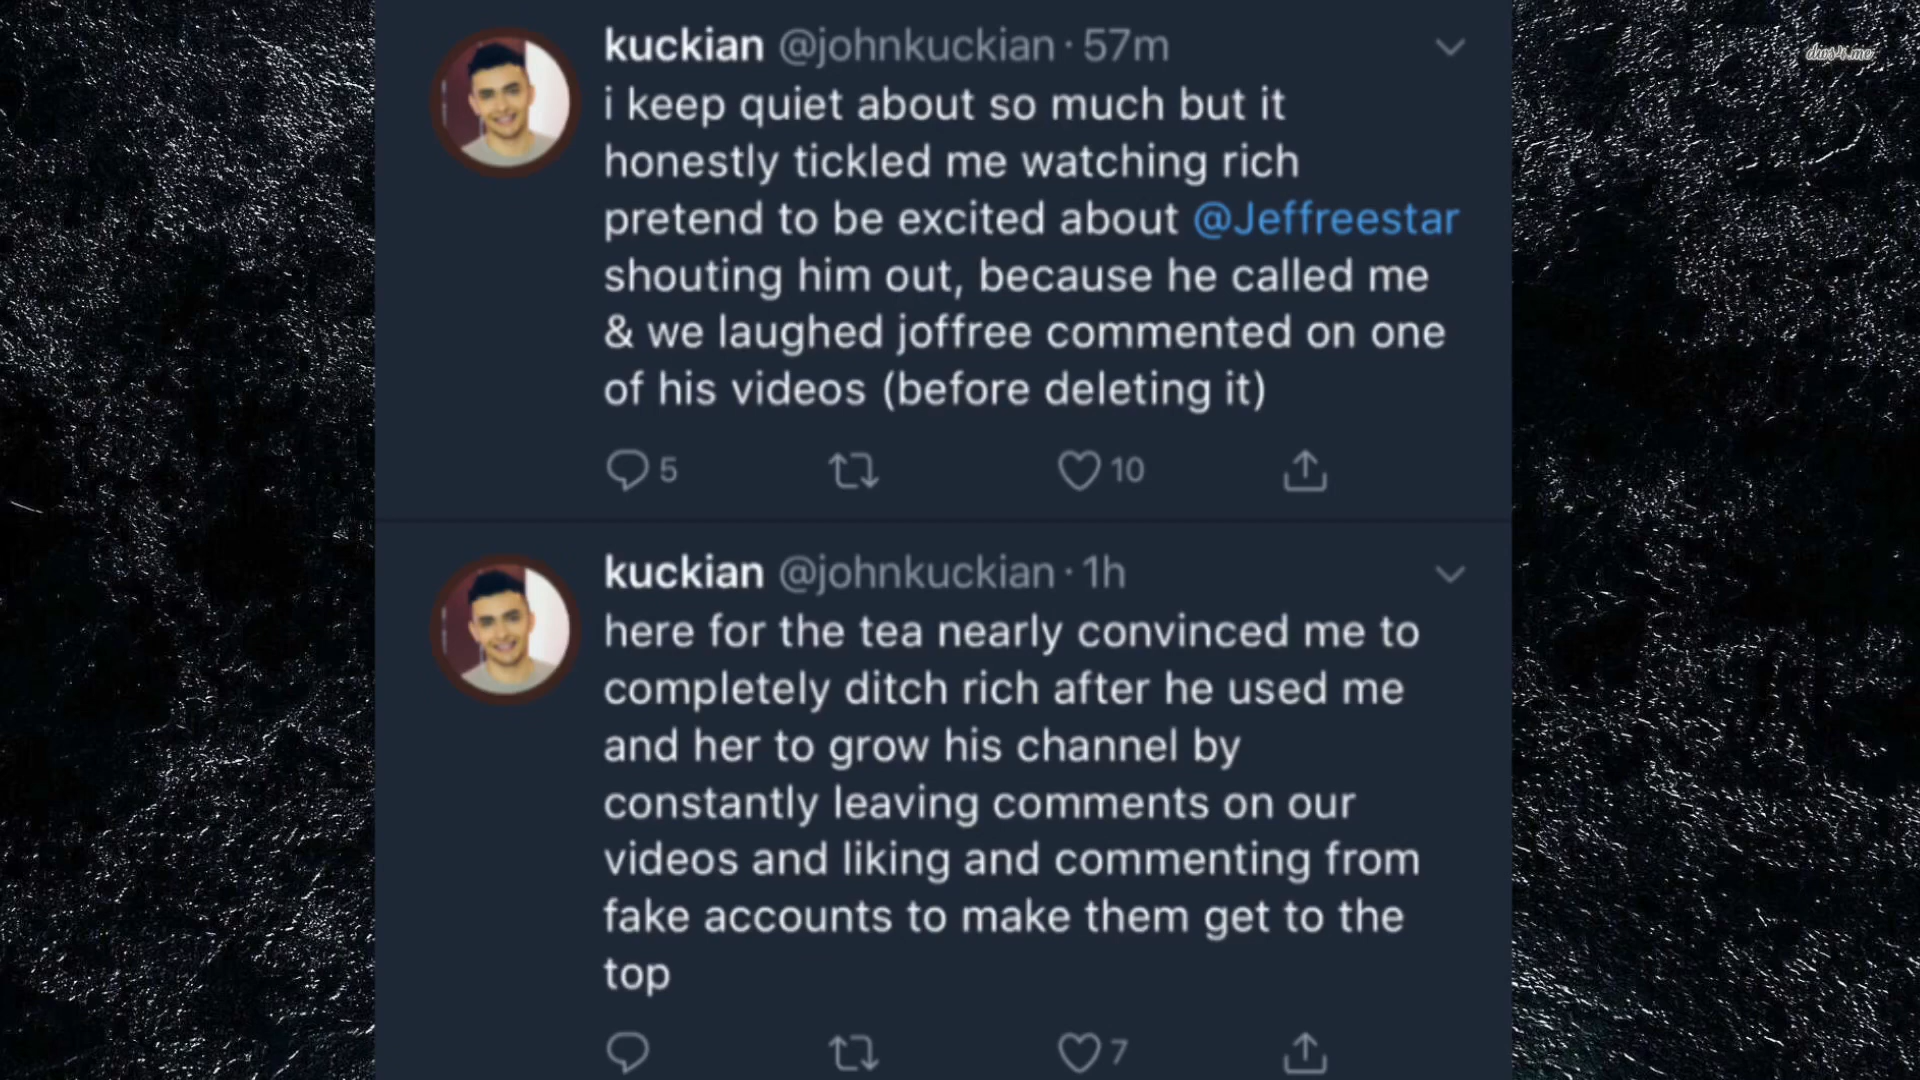 kuckian @johnkuckian · 57m
i keep quiet about so much but it
honestly tickled me watching rich
pretend to be excited about @Jeffreestar
shouting him out, because he called me
& we laughed joffree commented on one
of his videos (before deleting it)
5 10
kuckian @johnkuckian · 1h
here for the tea nearly convinced me to
completely ditch rich after he used me
and her to grow his channel by
constantly leaving comments on our
videos and liking and commenting from
fake accounts to make them get to the
top
7